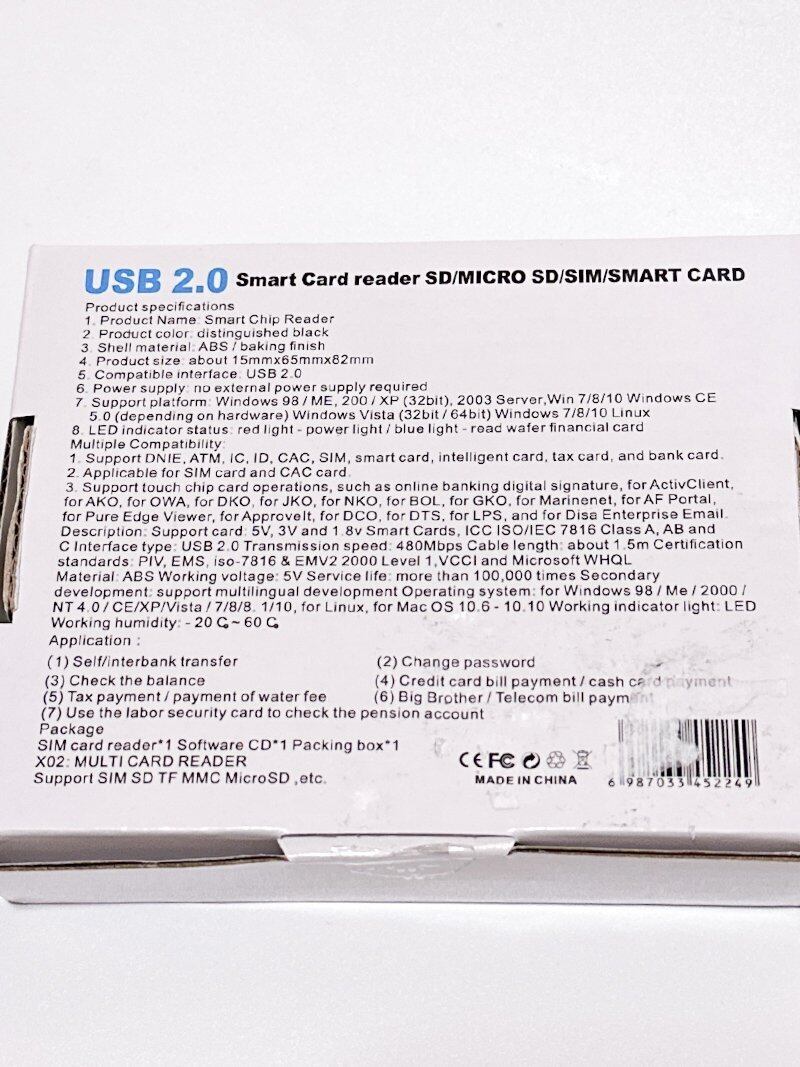 USB 2.0 Smart Card reader SD/MICRO SD/SIM/SMART CARD
Product specifications
1. Product Name: Smart Chip Reader
2. Product color: distinguished black
3. Shell material: ABS / baking finish
4. Product size: about 15mmx65mmx82mm
5. Compatible interface: USB 2.0
6. Power supply: no external power supply required
7. Support platform: Windows 98 / ME, 200 / XP (32bit), 2003 Server,Win 7/8/10 Windows CE
5.0 (depending on hardware) Windows Vista (32bit / 64bit) Windows 7/8/10 Linux
8. LED indicator status: red light - power light / blue light - read wafer financial card
Multiple Compatibility:
1. Support DNIE, ATM, IC, ID, CAC, SIM, smart card, intelligent card, tax card, and bank card.
2. Applicable for SIM card and CAC card.
3. Support touch chip card operations, such as online banking digital signature, for ActivClient,
for AKO, for OWA, for DKO, for JKO, for NKO, for BOL, for GKO, for Marinenet, for AF Portal,
for Pure Edge Viewer, for ApproveIt, for DCO, for DTS, for LPS, and for Disa Enterprise Email.
Description: Support card: 5V, 3V and 1.8v Smart Cards, ICC ISO/IEC 7816 Class A, AB and
C Interface type: USB 2.0 Transmission speed: 480Mbps Cable length: about 1.5m Certification
standards: PIV, EMS, iso-7816 & EMV2 2000 Level 1,VCCI and Microsoft WHQL
Material: ABS Working voltage: 5V Service life: more than 100,000 times Secondary
development: support multilingual development Operating system: for Windows 98 / Me / 2000 /
NT 4.0 / CE/XP/Vista / 7/8/8. 1/10, for Linux, for Mac OS 10.6 - 10.10 Working indicator light: LED
Working humidity: - 20 C ~ 60 C
Application :
(1) Self/interbank transfer (2) Change password
(3) Check the balance (4) Credit card bill payment / cash card payment
(5) Tax payment / payment of water fee (6) Big Brother / Telecom bill payment
(7) Use the labor security card to check the pension account
Package
SIM card reader*1 Software CD*1 Packing box*1
X02: MULTI CARD READER
Support SIM SD TF MMC MicroSD ,etc.
CE FC
MADE IN CHINA
6 987033 452249